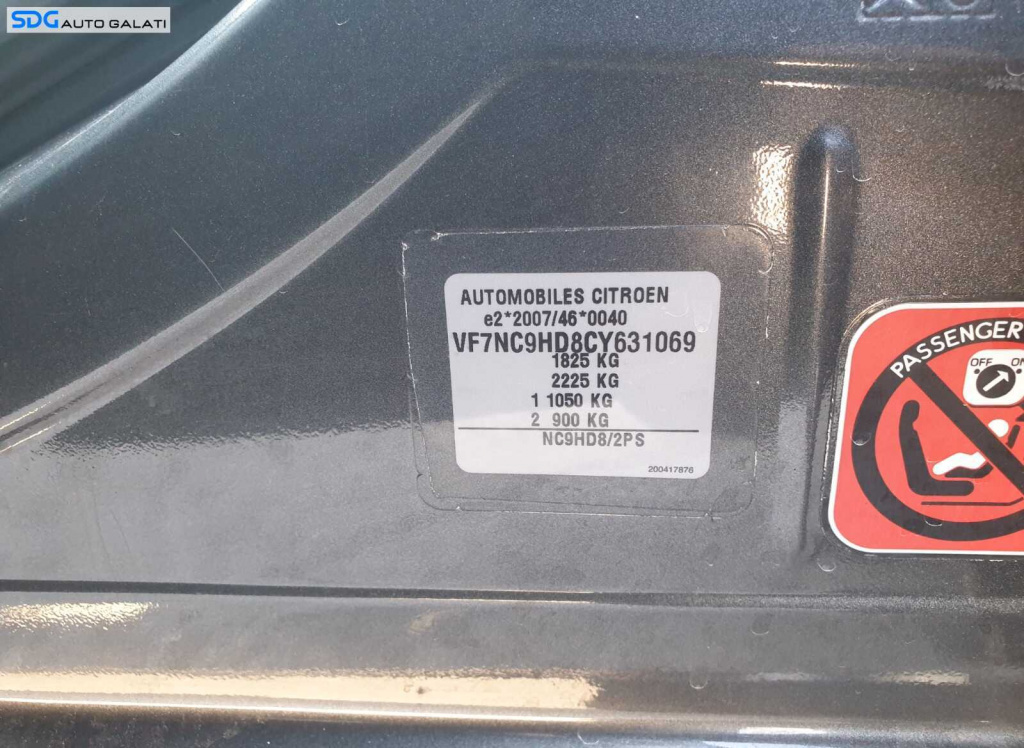 SDG AUTO GALATI
AUTOMOBILES CITROEN
e2*2007/46*0040
VF7NC9HD8CY631069
1825 KG
2225 KG
1 1050 KG
2 900 KG
NC9HD8/2PS
200417876
PASSENGER
OFF